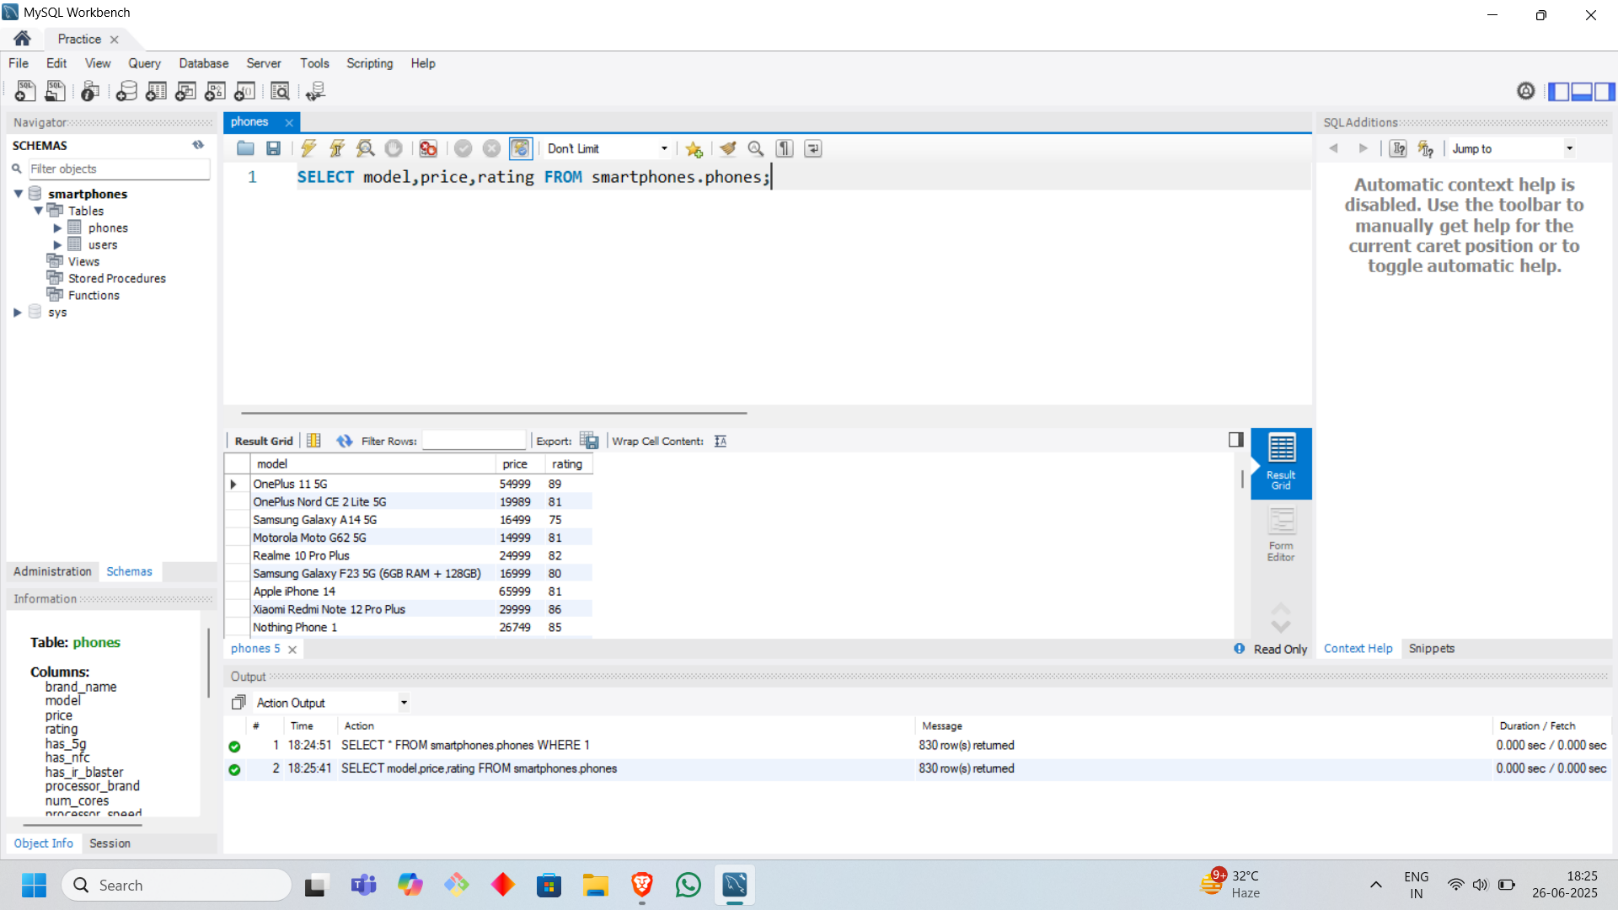 MySQL Workbench
Practice
File Edit View Query Database Server Tools Scripting Help
Navigator
SCHEMAS
Filter objects
smartphones
Tables
phones
users
Views
Stored Procedures
Functions
sys
Administration Schemas
Information
Table: phones
Columns:
brand_name
model
price
rating
has_5g
has_nfc
has_ir_blaster
processor_brand
num_cores
processor_speed
Object Info Session
phones
Don't Limit
1 SELECT model,price,rating FROM smartphones.phones;
Result Grid Filter Rows: Export: Wrap Cell Content:
model price rating
OnePlus 11 5G 54999 89
OnePlus Nord CE 2 Lite 5G 19989 81
Samsung Galaxy A14 5G 16499 75
Motorola Moto G62 5G 14999 81
Realme 10 Pro Plus 24999 82
Samsung Galaxy F23 5G (6GB RAM + 128GB) 16999 80
Apple iPhone 14 65999 81
Xiaomi Redmi Note 12 Pro Plus 29999 86
Nothing Phone 1 26749 85
Result
Grid
Form
Editor
phones 5
Read Only
SQLAdditions
Jump to
Automatic context help is
disabled. Use the toolbar to
manually get help for the
current caret position or to
toggle automatic help.
Context Help Snippets
Output
Action Output
# Time Action Message Duration / Fetch
1 18:24:51 SELECT * FROM smartphones.phones WHERE 1 830 row(s) returned 0.000 sec / 0.000 sec
2 18:25:41 SELECT model,price,rating FROM smartphones.phones 830 row(s) returned 0.000 sec / 0.000 sec
Search
9+
32°C
Haze
ENG
IN
18:25
26-06-2025